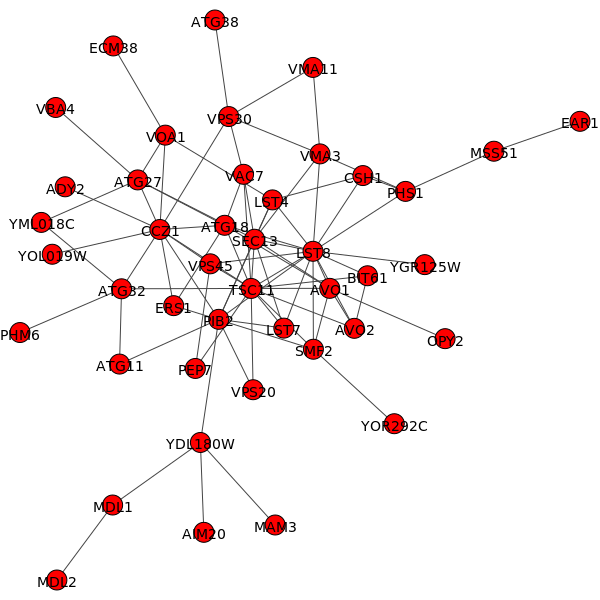 ATG38
ECM38
VMA11
VBA4
VPS30
EAR1
VOA1
VMA3
MSS51
ADY2
ATG27
VAC7
CSH1
PHS1
LST4
YML018C
CCZ1
ATG18
SEC13
YOL019W
VPS45
LST8
YGR125W
BIT61
ATG32
TSC11
AVO1
ERS1
PIB2
LST7
AVO2
PHM6
OPY2
SMF2
ATG11
PEP7
VPS20
YOR292C
YDL180W
MDL1
AIM20
MAM3
MDL2